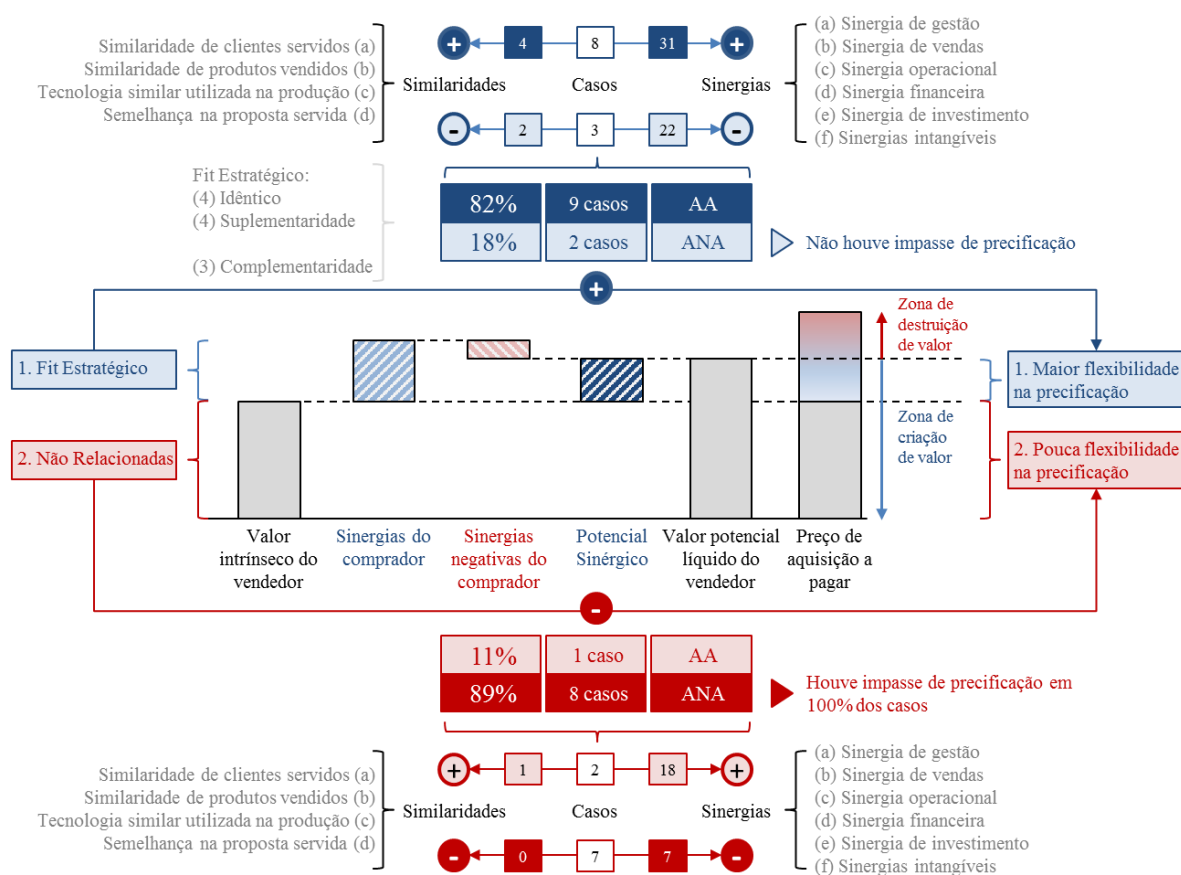 Similaridade de clientes servidos (a)
Similaridade de produtos vendidos (b)
Tecnologia similar utilizada na produção (c)
Semelhança na proposta servida (d)
+ 4 8 31 +
Similaridades Casos Sinergias
- 2 3 22 -
(a) Sinergia de gestão
(b) Sinergia de vendas
(c) Sinergia operacional
(d) Sinergia financeira
(e) Sinergia de investimento
(f) Sinergias intangíveis
Fit Estratégico:
(4) Idêntico
(4) Suplementaridade
(3) Complementaridade
82% 9 casos AA
18% 2 casos ANA
Não houve impasse de precificação
+
1. Fit Estratégico
2. Não Relacionadas
Zona de
destruição
de valor
Zona de
criação
de valor
1. Maior flexibilidade
na precificação
2. Pouca flexibilidade
na precificação
Valor
intrínseco do
vendedor
Sinergias do
comprador
Sinergias
negativas do
comprador
Potencial
Sinérgico
Valor potencial
líquido do
vendedor
Preço de
aquisição a
pagar
-
11% 1 caso AA
89% 8 casos ANA
Houve impasse de precificação em
100% dos casos
Similaridade de clientes servidos (a)
Similaridade de produtos vendidos (b)
Tecnologia similar utilizada na produção (c)
Semelhança na proposta servida (d)
+ 1 2 18 +
Similaridades Casos Sinergias
- 0 7 7 -
(a) Sinergia de gestão
(b) Sinergia de vendas
(c) Sinergia operacional
(d) Sinergia financeira
(e) Sinergia de investimento
(f) Sinergias intangíveis